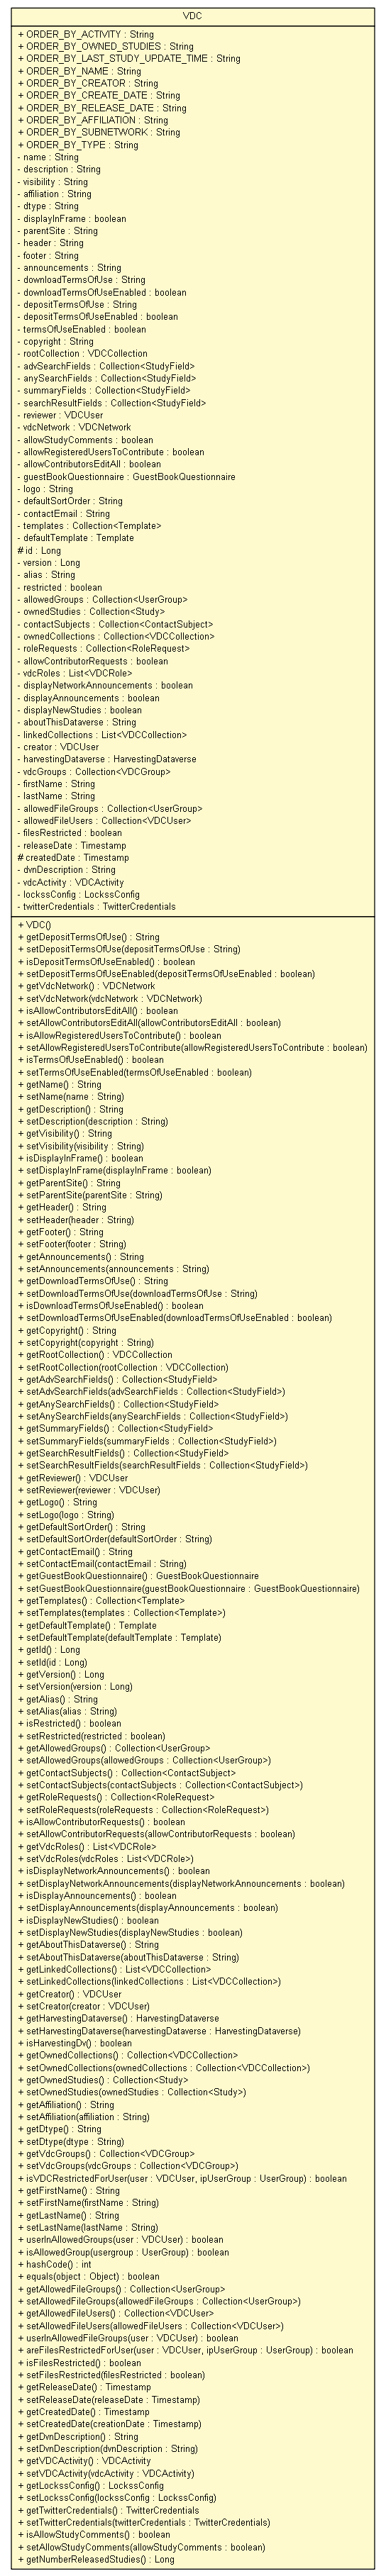 VDC
+ ORDER_BY_ACTIVITY : String
+ ORDER_BY_OWNED_STUDIES : String
+ ORDER_BY_LAST_STUDY_UPDATE_TIME : String
+ ORDER_BY_NAME : String
+ ORDER_BY_CREATOR : String
+ ORDER_BY_CREATE_DATE : String
+ ORDER_BY_RELEASE_DATE : String
+ ORDER_BY_AFFILIATION : String
+ ORDER_BY_SUBNETWORK : String
+ ORDER_BY_TYPE : String
- name : String
- description : String
- visibility : String
- affiliation : String
- dtype : String
- displayInFrame : boolean
- parentSite : String
- header : String
- footer : String
- announcements : String
- downloadTermsOfUse : String
- downloadTermsOfUseEnabled : boolean
- depositTermsOfUse : String
- depositTermsOfUseEnabled : boolean
- termsOfUseEnabled : boolean
- copyright : String
- rootCollection : VDCCollection
- advSearchFields : Collection<StudyField>
- anySearchFields : Collection<StudyField>
- summaryFields : Collection<StudyField>
- searchResultFields : Collection<StudyField>
- reviewer : VDCUser
- vdcNetwork : VDCNetwork
- allowStudyComments : boolean
- allowRegisteredUsersToContribute : boolean
- allowContributorsEditAll : boolean
- guestBookQuestionnaire : GuestBookQuestionnaire
- logo : String
- defaultSortOrder : String
- contactEmail : String
- templates : Collection<Template>
- defaultTemplate : Template
# id : Long
- version : Long
- alias : String
- restricted : boolean
- allowedGroups : Collection<UserGroup>
- ownedStudies : Collection<Study>
- contactSubjects : Collection<ContactSubject>
- ownedCollections : Collection<VDCCollection>
- roleRequests : Collection<RoleRequest>
- allowContributorRequests : boolean
- vdcRoles : List<VDCRole>
- displayNetworkAnnouncements : boolean
- displayAnnouncements : boolean
- displayNewStudies : boolean
- aboutThisDataverse : String
- linkedCollections : List<VDCCollection>
- creator : VDCUser
- harvestingDataverse : HarvestingDataverse
- vdcGroups : Collection<VDCGroup>
- firstName : String
- lastName : String
- allowedFileGroups : Collection<UserGroup>
- allowedFileUsers : Collection<VDCUser>
- filesRestricted : boolean
- releaseDate : Timestamp
# createdDate : Timestamp
- dvnDescription : String
- vdcActivity : VDCActivity
- lockssConfig : LockssConfig
- twitterCredentials : TwitterCredentials
+ VDC()
+ getDepositTermsOfUse() : String
+ setDepositTermsOfUse(depositTermsOfUse : String)
+ isDepositTermsOfUseEnabled() : boolean
+ setDepositTermsOfUseEnabled(depositTermsOfUseEnabled : boolean)
+ getVdcNetwork() : VDCNetwork
+ setVdcNetwork(vdcNetwork : VDCNetwork)
+ isAllowContributorsEditAll() : boolean
+ setAllowContributorsEditAll(allowContributorsEditAll : boolean)
+ isAllowRegisteredUsersToContribute() : boolean
+ setAllowRegisteredUsersToContribute(allowRegisteredUsersToContribute : boolean)
+ isTermsOfUseEnabled() : boolean
+ setTermsOfUseEnabled(termsOfUseEnabled : boolean)
+ getName() : String
+ setName(name : String)
+ getDescription() : String
+ setDescription(description : String)
+ getVisibility() : String
+ setVisibility(visibility : String)
+ isDisplayInFrame() : boolean
+ setDisplayInFrame(displayInFrame : boolean)
+ getParentSite() : String
+ setParentSite(parentSite : String)
+ getHeader() : String
+ setHeader(header : String)
+ getFooter() : String
+ setFooter(footer : String)
+ getAnnouncements() : String
+ setAnnouncements(announcements : String)
+ getDownloadTermsOfUse() : String
+ setDownloadTermsOfUse(downloadTermsOfUse : String)
+ isDownloadTermsOfUseEnabled() : boolean
+ setDownloadTermsOfUseEnabled(downloadTermsOfUseEnabled : boolean)
+ getCopyright() : String
+ setCopyright(copyright : String)
+ getRootCollection() : VDCCollection
+ setRootCollection(rootCollection : VDCCollection)
+ getAdvSearchFields() : Collection<StudyField>
+ setAdvSearchFields(advSearchFields : Collection<StudyField>)
+ getAnySearchFields() : Collection<StudyField>
+ setAnySearchFields(anySearchFields : Collection<StudyField>)
+ getSummaryFields() : Collection<StudyField>
+ setSummaryFields(summaryFields : Collection<StudyField>)
+ getSearchResultFields() : Collection<StudyField>
+ setSearchResultFields(searchResultFields : Collection<StudyField>)
+ getReviewer() : VDCUser
+ setReviewer(reviewer : VDCUser)
+ getLogo() : String
+ setLogo(logo : String)
+ getDefaultSortOrder() : String
+ setDefaultSortOrder(defaultSortOrder : String)
+ getContactEmail() : String
+ setContactEmail(contactEmail : String)
+ getGuestBookQuestionnaire() : GuestBookQuestionnaire
+ setGuestBookQuestionnaire(guestBookQuestionnaire : GuestBookQuestionnaire)
+ getTemplates() : Collection<Template>
+ setTemplates(templates : Collection<Template>)
+ getDefaultTemplate() : Template
+ setDefaultTemplate(defaultTemplate : Template)
+ getId() : Long
+ setId(id : Long)
+ getVersion() : Long
+ setVersion(version : Long)
+ getAlias() : String
+ setAlias(alias : String)
+ isRestricted() : boolean
+ setRestricted(restricted : boolean)
+ getAllowedGroups() : Collection<UserGroup>
+ setAllowedGroups(allowedGroups : Collection<UserGroup>)
+ getContactSubjects() : Collection<ContactSubject>
+ setContactSubjects(contactSubjects : Collection<ContactSubject>)
+ getRoleRequests() : Collection<RoleRequest>
+ setRoleRequests(roleRequests : Collection<RoleRequest>)
+ isAllowContributorRequests() : boolean
+ setAllowContributorRequests(allowContributorRequests : boolean)
+ getVdcRoles() : List<VDCRole>
+ setVdcRoles(vdcRoles : List<VDCRole>)
+ isDisplayNetworkAnnouncements() : boolean
+ setDisplayNetworkAnnouncements(displayNetworkAnnouncements : boolean)
+ isDisplayAnnouncements() : boolean
+ setDisplayAnnouncements(displayAnnouncements : boolean)
+ isDisplayNewStudies() : boolean
+ setDisplayNewStudies(displayNewStudies : boolean)
+ getAboutThisDataverse() : String
+ setAboutThisDataverse(aboutThisDataverse : String)
+ getLinkedCollections() : List<VDCCollection>
+ setLinkedCollections(linkedCollections : List<VDCCollection>)
+ getCreator() : VDCUser
+ setCreator(creator : VDCUser)
+ getHarvestingDataverse() : HarvestingDataverse
+ setHarvestingDataverse(harvestingDataverse : HarvestingDataverse)
+ isHarvestingDv() : boolean
+ getOwnedCollections() : Collection<VDCCollection>
+ setOwnedCollections(ownedCollections : Collection<VDCCollection>)
+ getOwnedStudies() : Collection<Study>
+ setOwnedStudies(ownedStudies : Collection<Study>)
+ getAffiliation() : String
+ setAffiliation(affiliation : String)
+ getDtype() : String
+ setDtype(dtype : String)
+ getVdcGroups() : Collection<VDCGroup>
+ setVdcGroups(vdcGroups : Collection<VDCGroup>)
+ isVDCRestrictedForUser(user : VDCUser, ipUserGroup : UserGroup) : boolean
+ getFirstName() : String
+ setFirstName(firstName : String)
+ getLastName() : String
+ setLastName(lastName : String)
+ userInAllowedGroups(user : VDCUser) : boolean
+ isAllowedGroup(usergroup : UserGroup) : boolean
+ hashCode() : int
+ equals(object : Object) : boolean
+ getAllowedFileGroups() : Collection<UserGroup>
+ setAllowedFileGroups(allowedFileGroups : Collection<UserGroup>)
+ getAllowedFileUsers() : Collection<VDCUser>
+ setAllowedFileUsers(allowedFileUsers : Collection<VDCUser>)
+ userInAllowedFileGroups(user : VDCUser) : boolean
+ areFilesRestrictedForUser(user : VDCUser, ipUserGroup : UserGroup) : boolean
+ isFilesRestricted() : boolean
+ setFilesRestricted(filesRestricted : boolean)
+ getReleaseDate() : Timestamp
+ setReleaseDate(releaseDate : Timestamp)
+ getCreatedDate() : Timestamp
+ setCreatedDate(creationDate : Timestamp)
+ getDvnDescription() : String
+ setDvnDescription(dvnDescription : String)
+ getVDCActivity() : VDCActivity
+ setVDCActivity(vdcActivity : VDCActivity)
+ getLockssConfig() : LockssConfig
+ setLockssConfig(lockssConfig : LockssConfig)
+ getTwitterCredentials() : TwitterCredentials
+ setTwitterCredentials(twitterCredentials : TwitterCredentials)
+ isAllowStudyComments() : boolean
+ setAllowStudyComments(allowStudyComments : boolean)
+ getNumberReleasedStudies() : Long